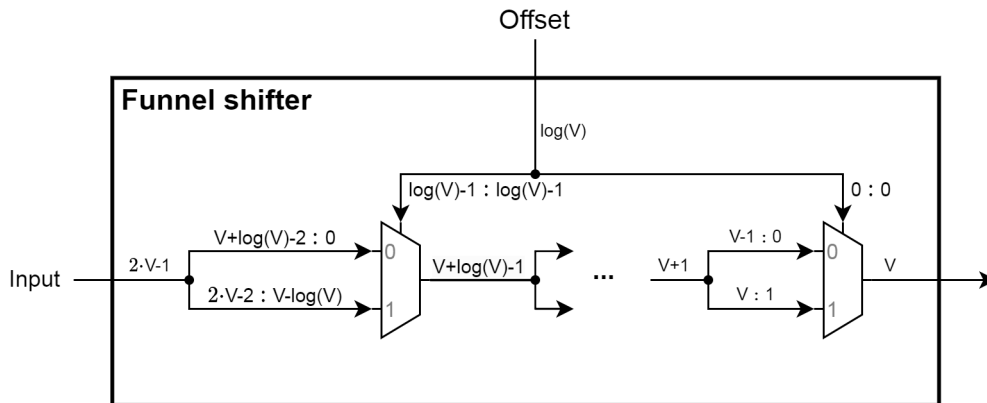 Offset
Funnel shifter
log(V)
log(V)-1 : log(V)-1
0 : 0
V+log(V)-2 : 0
0
V-1 : 0
0
Input
2·V-1
V+log(V)-1
...
V+1
V
2·V-2 : V-log(V)
1
V : 1
1